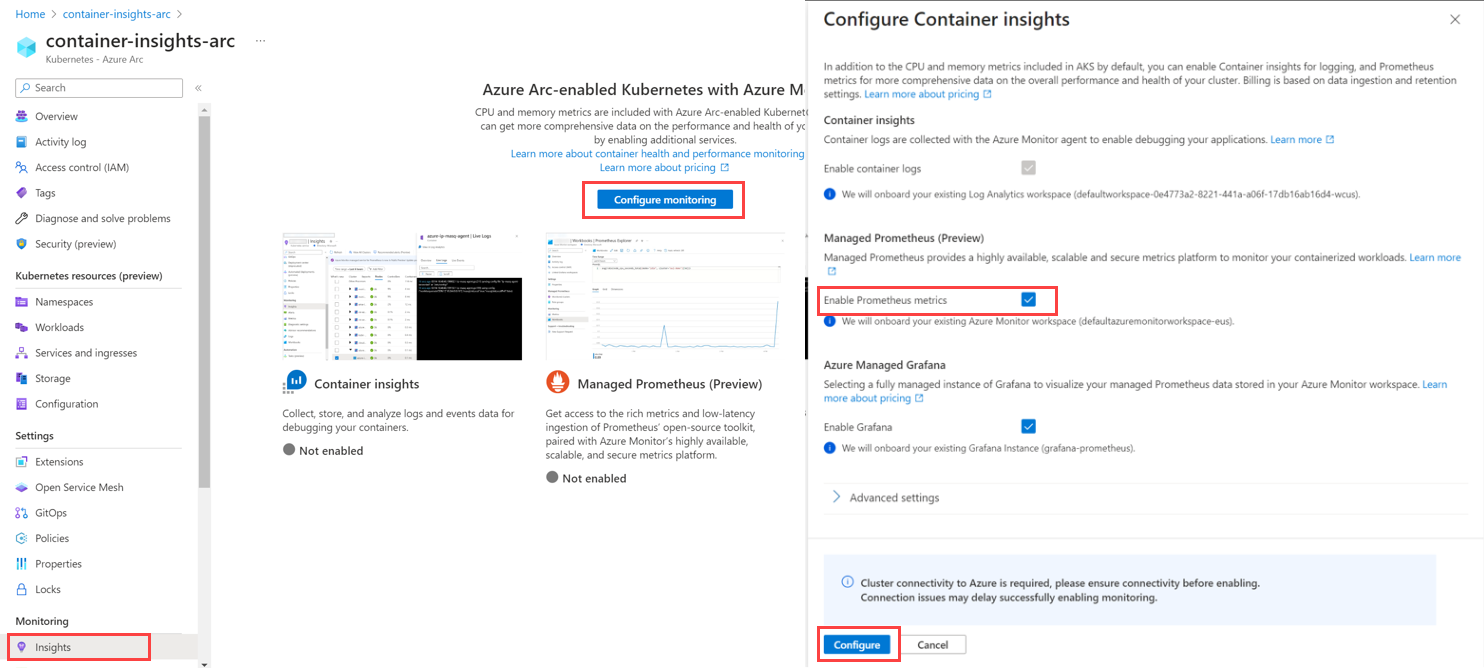 Home > container-insights-arc >
container-insights-arc ...
Kubernetes - Azure Arc
Search
«
Overview
Activity log
Access control (IAM)
Tags
Diagnose and solve problems
Security (preview)
Kubernetes resources (preview)
Namespaces
Workloads
Services and ingresses
Storage
Configuration
Settings
Extensions
Open Service Mesh
GitOps
Policies
Properties
Locks
Monitoring
Insights
Azure Arc-enabled Kubernetes with Azure M
CPU and memory metrics are included with Azure Arc-enabled Kubernet
can get more comprehensive data on the performance and health of yo
by enabling additional services.
Learn more about container health and performance monitoring
Learn more about pricing
Configure monitoring
Container insights
Collect, store, and analyze logs and events data for
debugging your containers.
Not enabled
Managed Prometheus (Preview)
Get access to the rich metrics and low-latency
ingestion of Prometheus' open-source toolkit,
paired with Azure Monitor's highly available,
scalable, and secure metrics platform.
Not enabled
Configure Container insights
In addition to the CPU and memory metrics included in AKS by default, you can enable Container insights for logging, and Prometheus
metrics for more comprehensive data on the overall performance and health of your cluster. Billing is based on data ingestion and retention
settings. Learn more about pricing
Container insights
Container logs are collected with the Azure Monitor agent to enable debugging your applications. Learn more
Enable container logs
We will onboard your existing Log Analytics workspace (defaultworkspace-0e4773a2-8221-441a-a06f-17db16ab16d4-wcus).
Managed Prometheus (Preview)
Managed Prometheus provides a highly available, scalable and secure metrics platform to monitor your containerized workloads. Learn more
Enable Prometheus metrics
We will onboard your existing Azure Monitor workspace (defaultazuremonitorworkspace-eus).
Azure Managed Grafana
Selecting a fully managed instance of Grafana to visualize your managed Prometheus data stored in your Azure Monitor workspace. Learn
more about pricing
Enable Grafana
We will onboard your existing Grafana Instance (grafana-prometheus).
Advanced settings
Cluster connectivity to Azure is required, please ensure connectivity before enabling.
Connection issues may delay successfully enabling monitoring.
Configure
Cancel